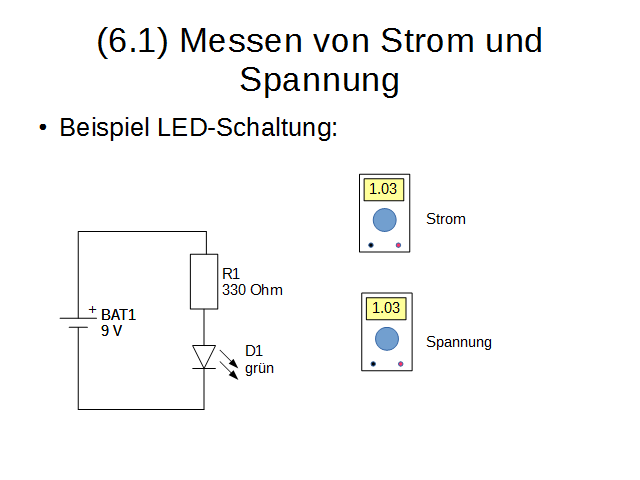 (6.1) Messen von Strom und
Spannung
• Beispiel LED-Schaltung:
1.03
Strom
R1
330 Ohm
+
BAT1
9 V
1.03
Spannung
D1
grün